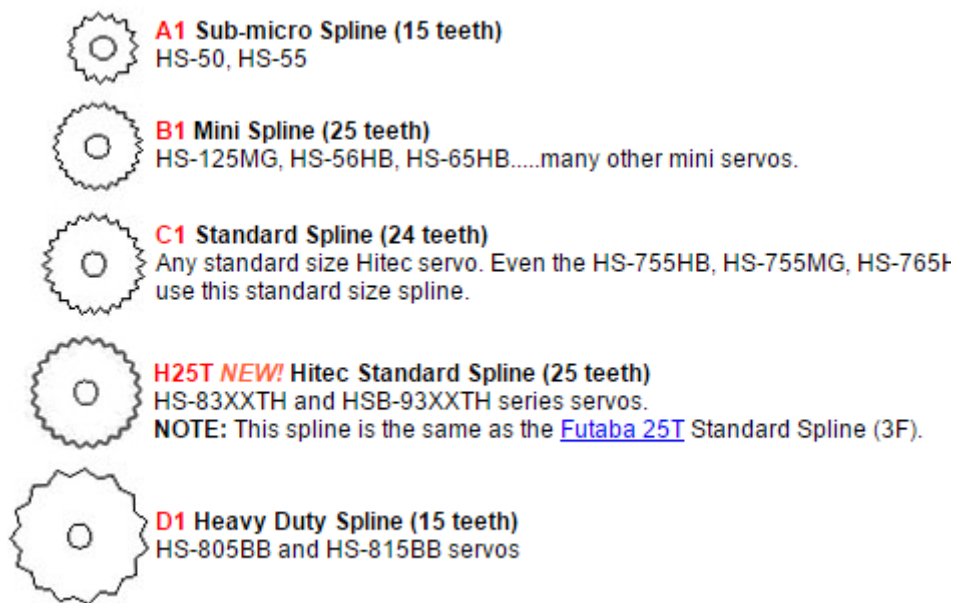 A1 Sub-micro Spline (15 teeth)
HS-50, HS-55
B1 Mini Spline (25 teeth)
HS-125MG, HS-56HB, HS-65HB.....many other mini servos.
C1 Standard Spline (24 teeth)
Any standard size Hitec servo. Even the HS-755HB, HS-755MG,
use this standard size spline.
H25T NEW! Hitec Standard Spline (25 teeth)
HS-83XXTH and HSB-93XXTH series servos.
NOTE: This spline is the same as the Futaba 25T Standard Spline (3F).
D1 Heavy Duty Spline (15 teeth)
HS-805BB and HS-815BB servos